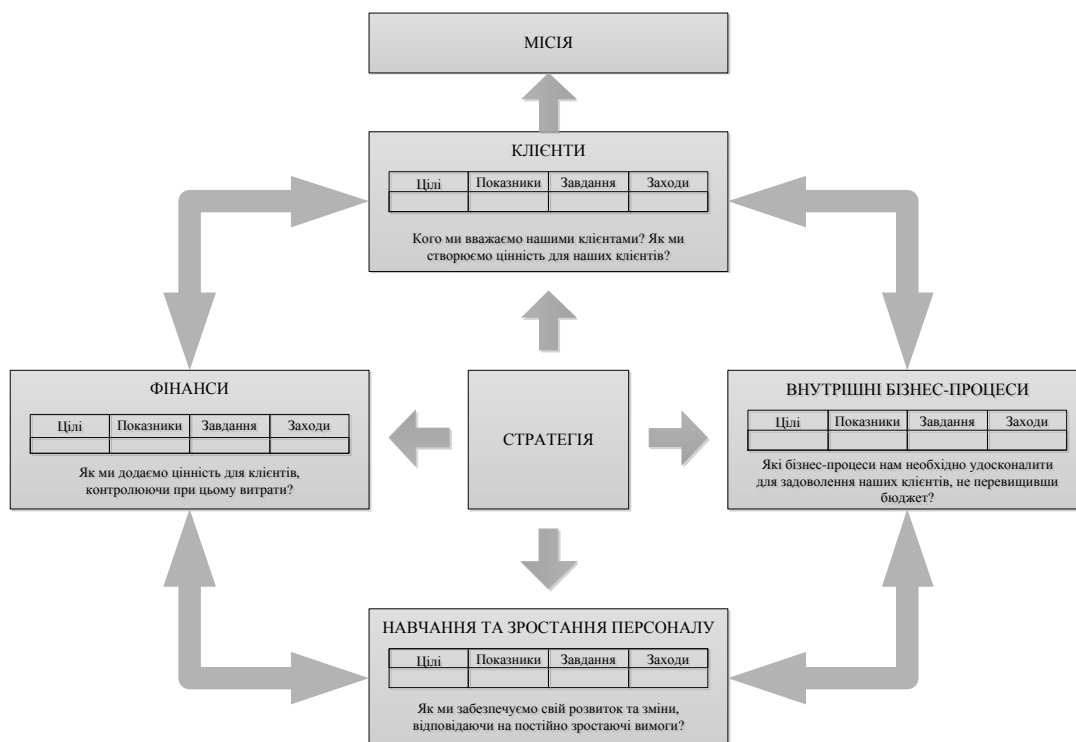 МІСІЯ
КЛІЄНТИ
Цілі Показники Завдання Заходи
Кого ми вважаємо нашими клієнтами? Як ми
створюємо цінність для наших клієнтів?
ФІНАНСИ
Цілі Показники Завдання Заходи
Як ми додаємо цінність для клієнтів,
контролюючи при цьому витрати?
СТРАТЕГІЯ
ВНУТРІШНІ БІЗНЕС-ПРОЦЕСИ
Цілі Показники Завдання Заходи
Які бізнес-процеси нам необхідно удосконалити
для задоволення наших клієнтів, не перевищивши
бюджет?
НАВЧАННЯ ТА ЗРОСТАННЯ ПЕРСОНАЛУ
Цілі Показники Завдання Заходи
Як ми забезпечуємо свій розвиток та зміни,
відповідаючи на постійно зростаючі вимоги?